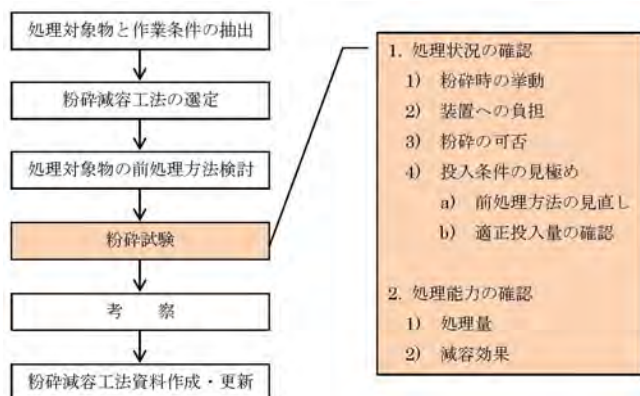 処理対象物と作業条件の抽出
粉砕減容工法の選定
処理対象物の前処理方法検討
粉砕試験
考　　察
粉砕減容工法資料作成・更新
1. 処理状況の確認
1) 粉砕時の挙動
2) 装置への負担
3) 粉砕の可否
4) 投入条件の見極め
a) 前処理方法の見直し
b) 適正投入量の確認
2. 処理能力の確認
1) 処理量
2) 減容効果